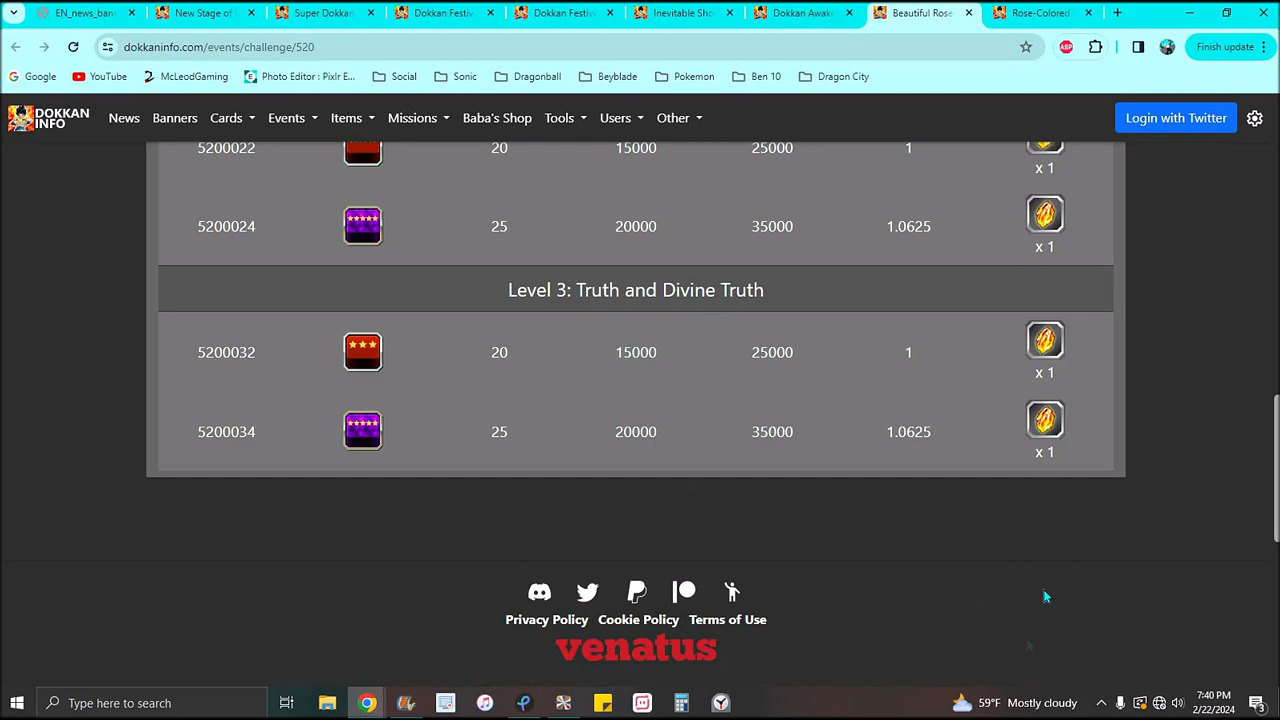 EN_news_bann
New Stage of
Super Dokkan
Dokkan Festiv
Dokkan Festiv
Inevitable Sho
Dokkan Awake
Beautiful Rose
Rose-Colored
dokkaninfo.com/events/challenge/520
ABP
Finish update
Google
YouTube
McLeodGaming
Photo Editor : Pixlr E...
Social
Sonic
Dragonball
Beyblade
Pokemon
Ben 10
Dragon City
DOKKAN
INFO
News
Banners
Cards
Events
Items
Missions
Baba's Shop
Tools
Users
Other
Login with Twitter
5200022 20 15000 25000 1
x 1
5200024 25 20000 35000 1.0625
x 1
Level 3: Truth and Divine Truth
5200032 20 15000 25000 1
x 1
5200034 25 20000 35000 1.0625
x 1
Privacy Policy Cookie Policy Terms of Use
venatus
Type here to search
59°F Mostly cloudy
7:40 PM
2/22/2024
3